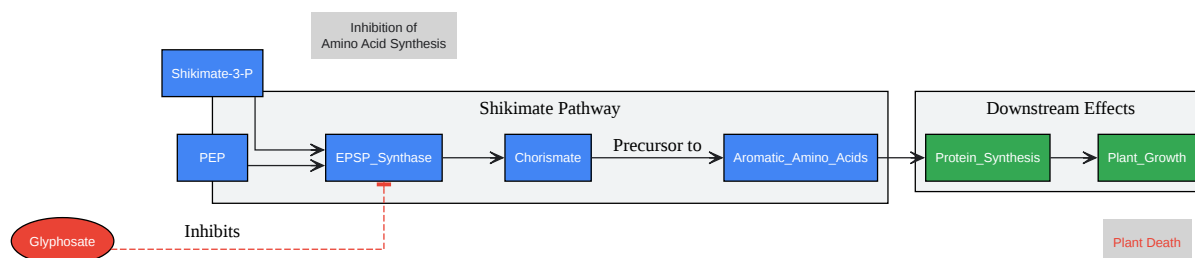 Inhibition of
Amino Acid Synthesis
Shikimate-3-P
Shikimate Pathway
Downstream Effects
PEP
EPSP_Synthase
Chorismate
Precursor to
Aromatic_Amino_Acids
Protein_Synthesis
Plant_Growth
Inhibits
Glyphosate
Plant Death